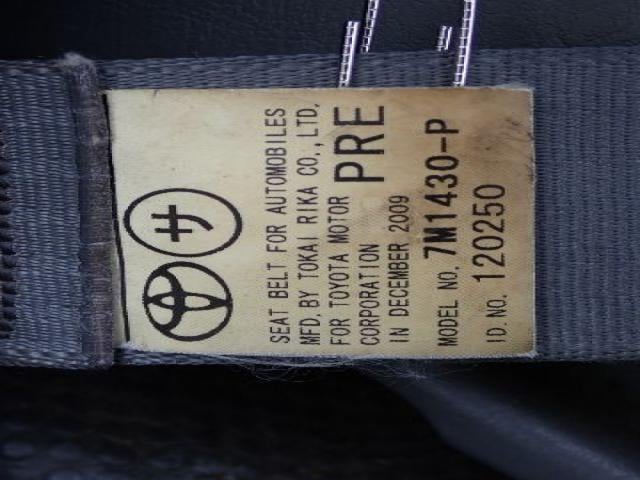 サ
SEAT BELT FOR AUTOMOBILES
MFD. BY TOKAI RIKA CO., LTD.
FOR TOYOTA MOTOR PRE
CORPORATION
IN DECEMBER 2009
MODEL NO. 7M1430-P
ID. NO. 120250